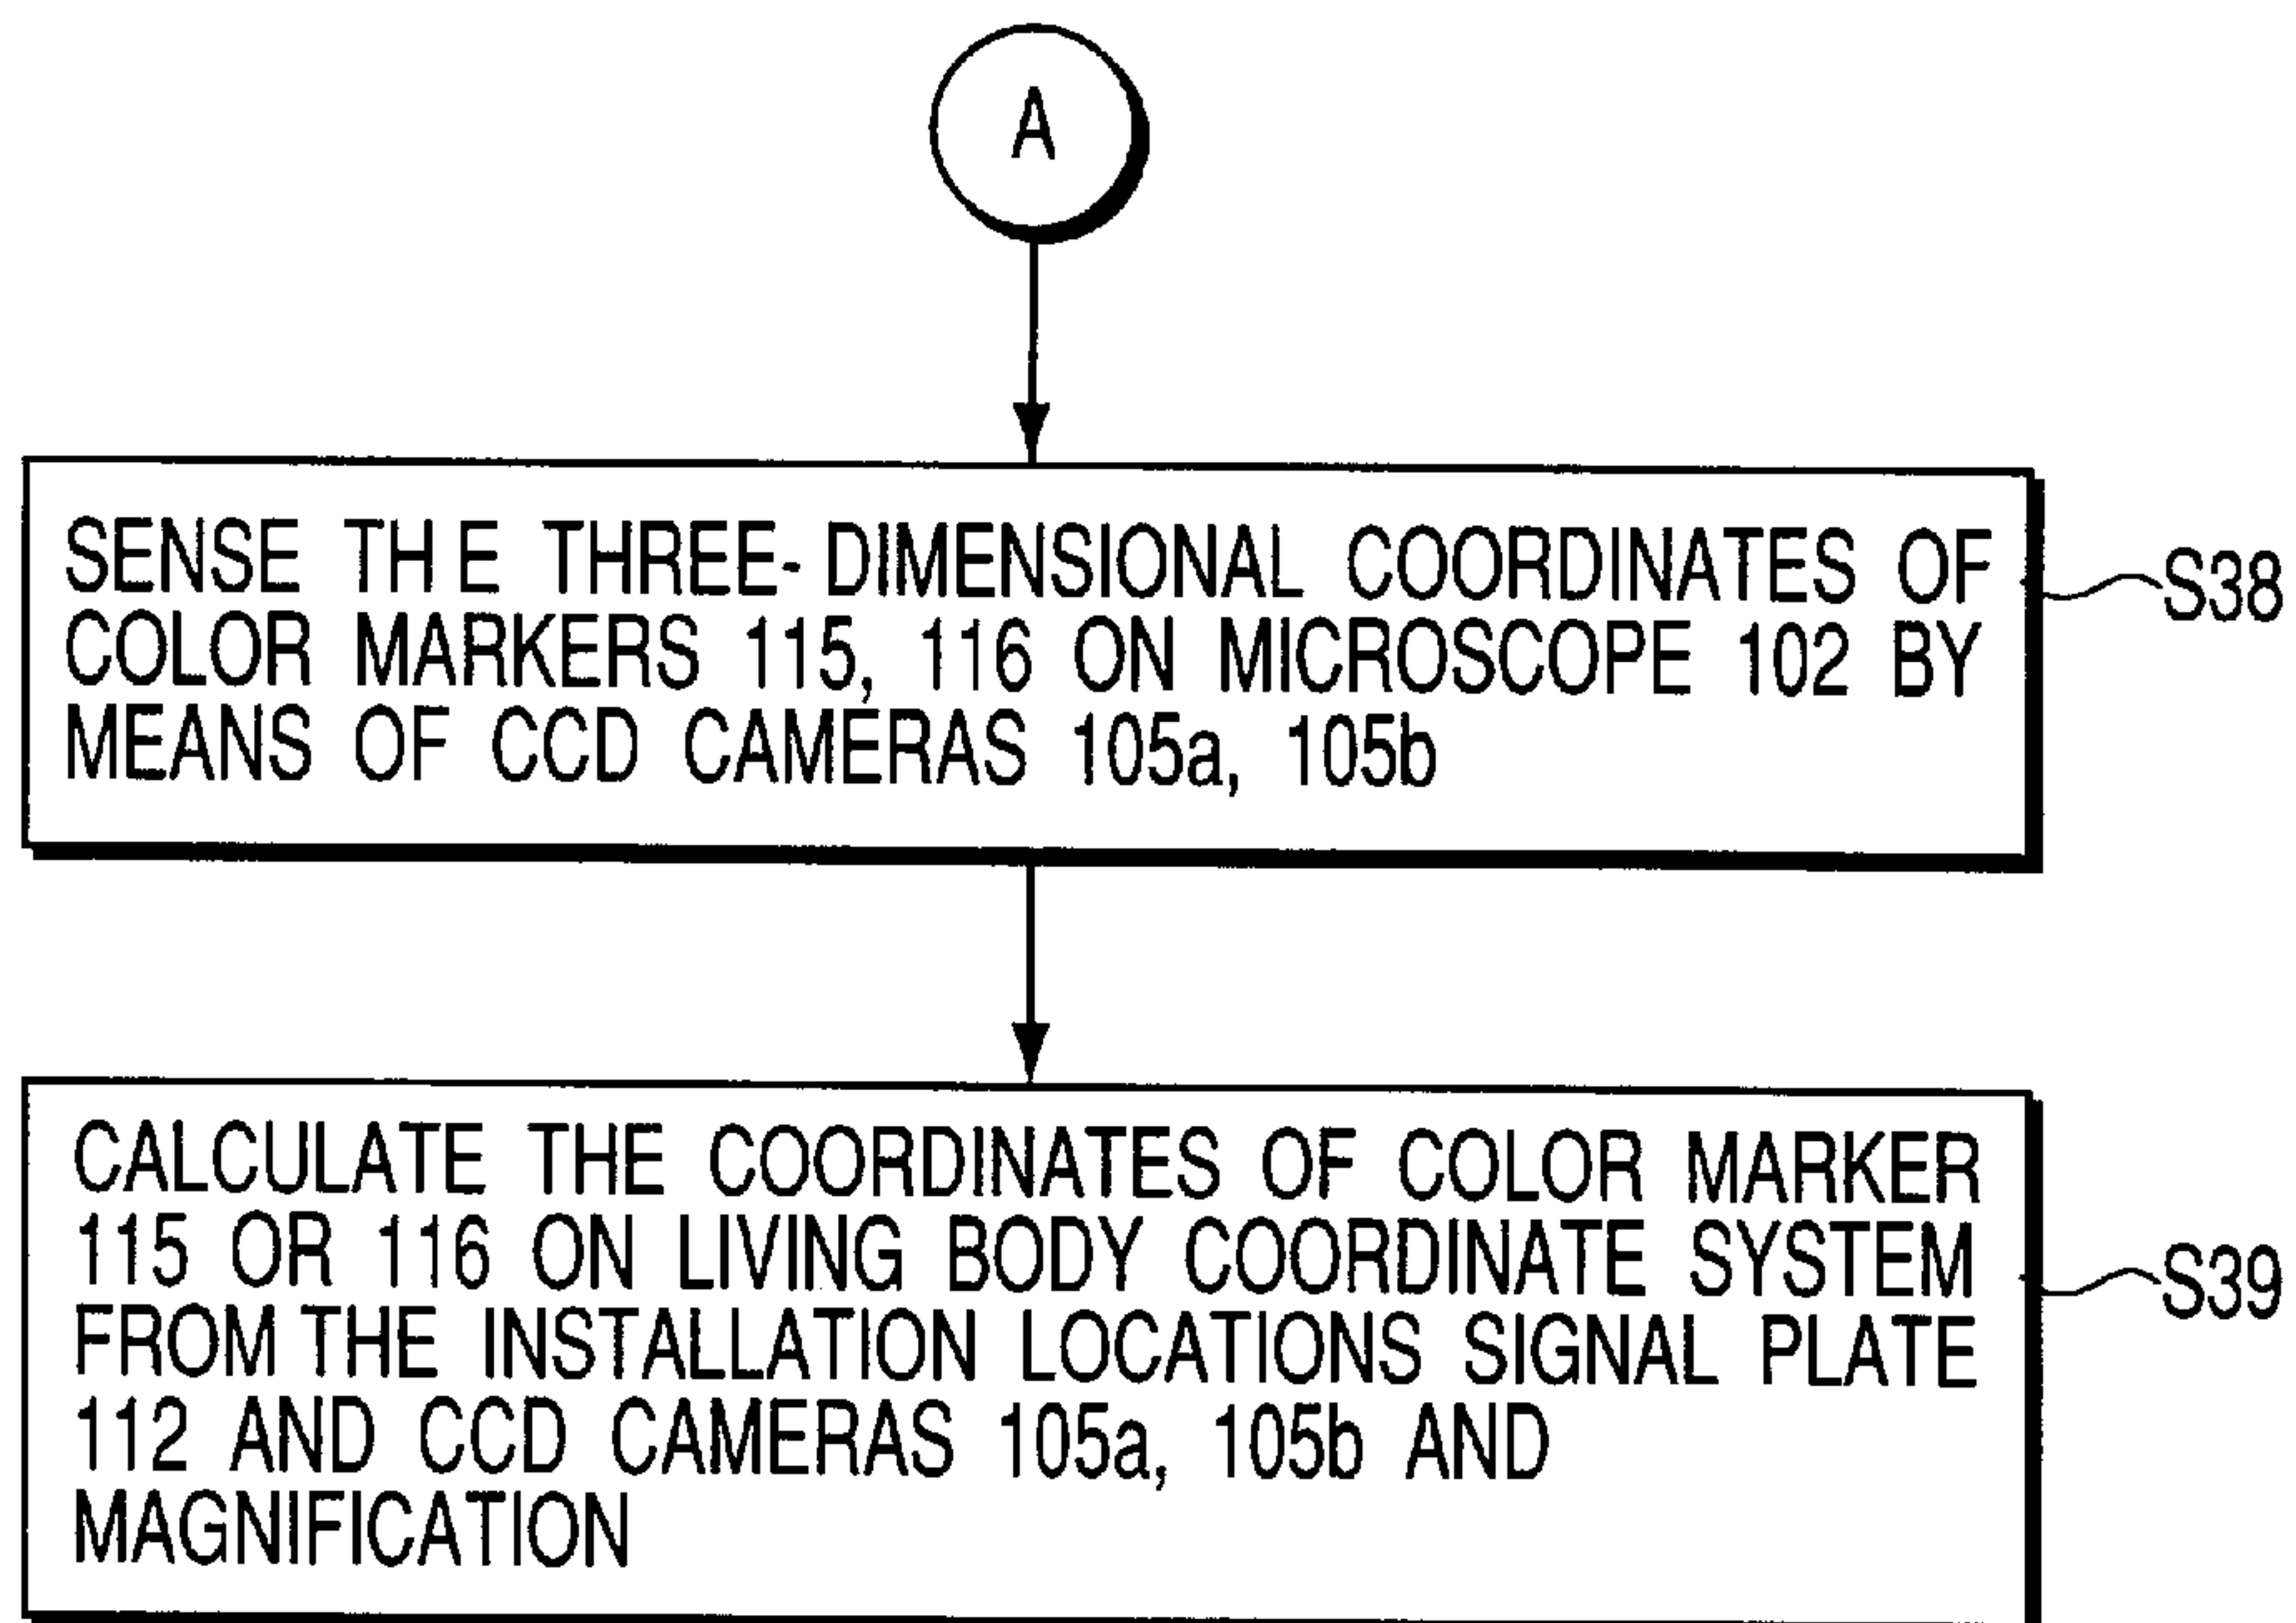 A
SENSE THE THREE-DIMENSIONAL COORDINATES OF
COLOR MARKERS 115, 116 ON MICROSCOPE 102 BY
MEANS OF CCD CAMERAS 105a, 105b
S38
CALCULATE THE COORDINATES OF COLOR MARKER
115 OR 116 ON LIVING BODY COORDINATE SYSTEM
FROM THE INSTALLATION LOCATIONS SIGNAL PLATE
112 AND CCD CAMERAS 105a, 105b AND
MAGNIFICATION
S39